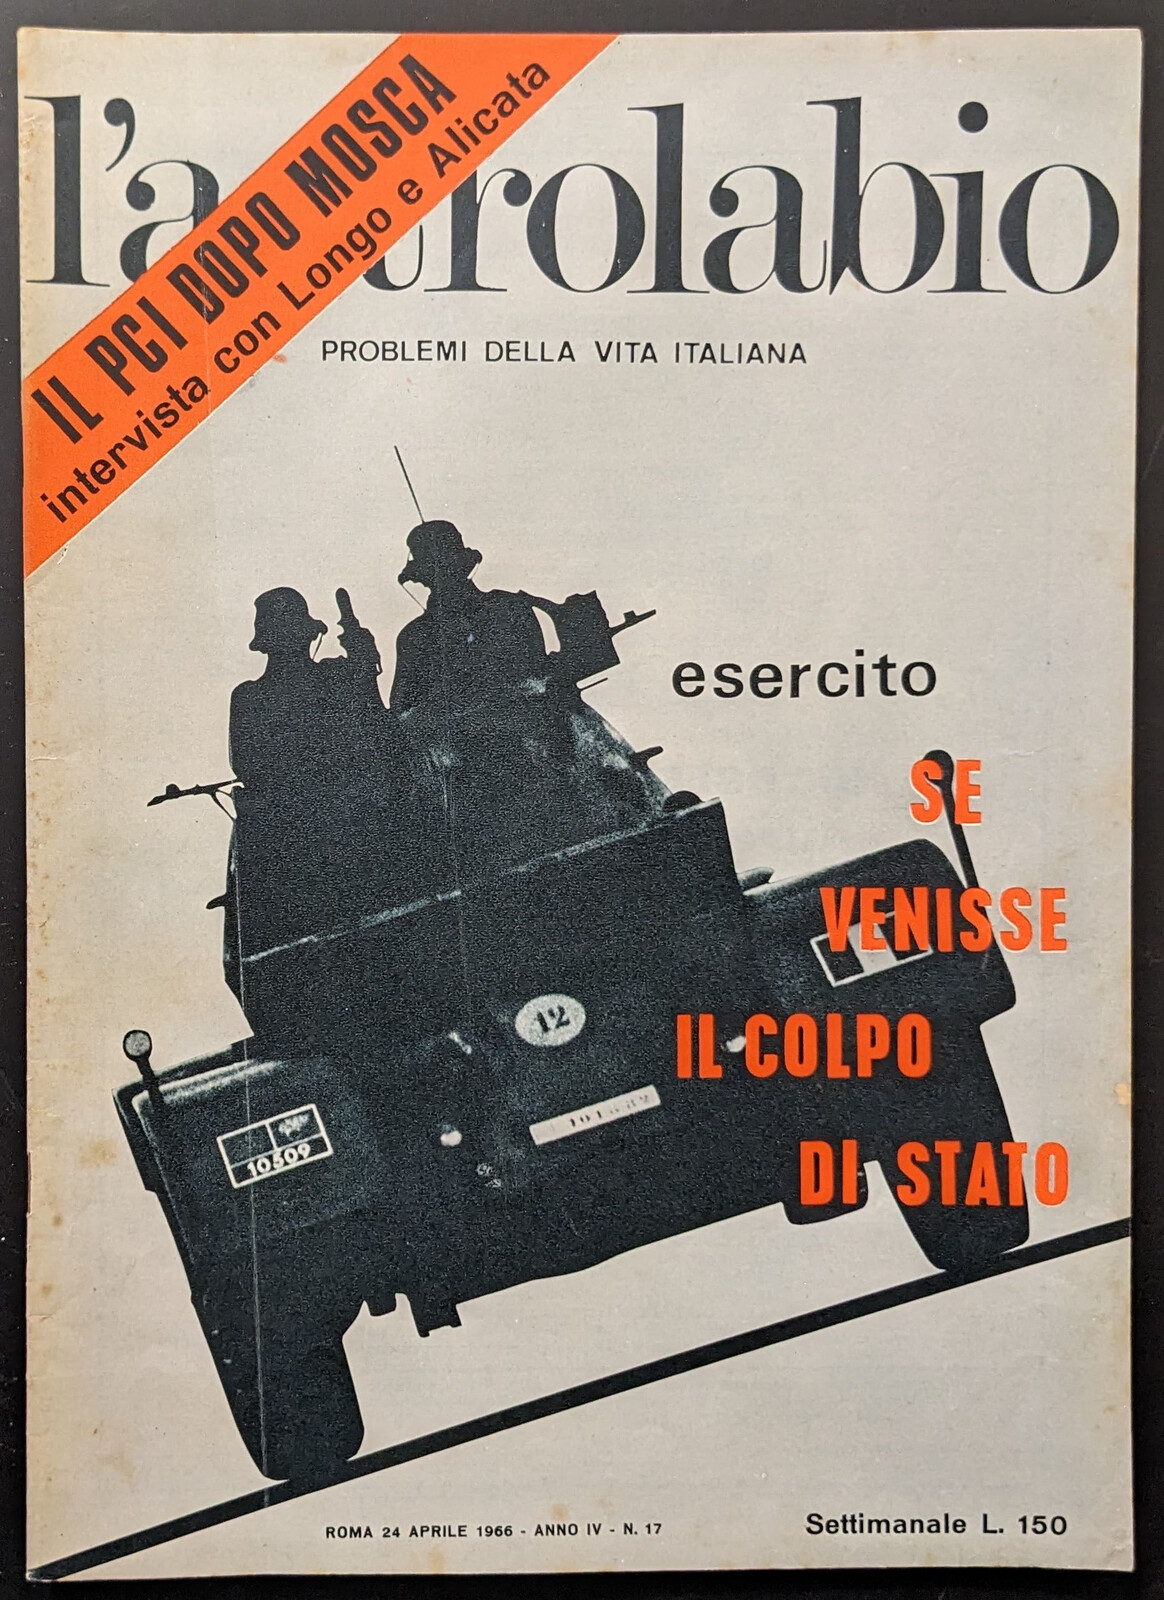 IL PCI DOPO MOSCA
intervista con Longo e Alicata
l'a rolabio
PROBLEMI DELLA VITA ITALIANA
esercito
SE
VENISSE
IL COLPO
DI STATO
12
10509
ROMA 24 APRILE 1966 - ANNO IV - N. 17
Settimanale L. 150